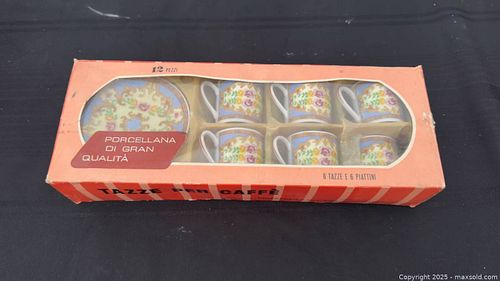 12 PEZZI
PORCELLANA
DI GRAN
QUALITÀ
6 TAZZE E 6 PIATTINI
TAZZE PER CAFFÈ
Copyright © 2025 - maxsold.com